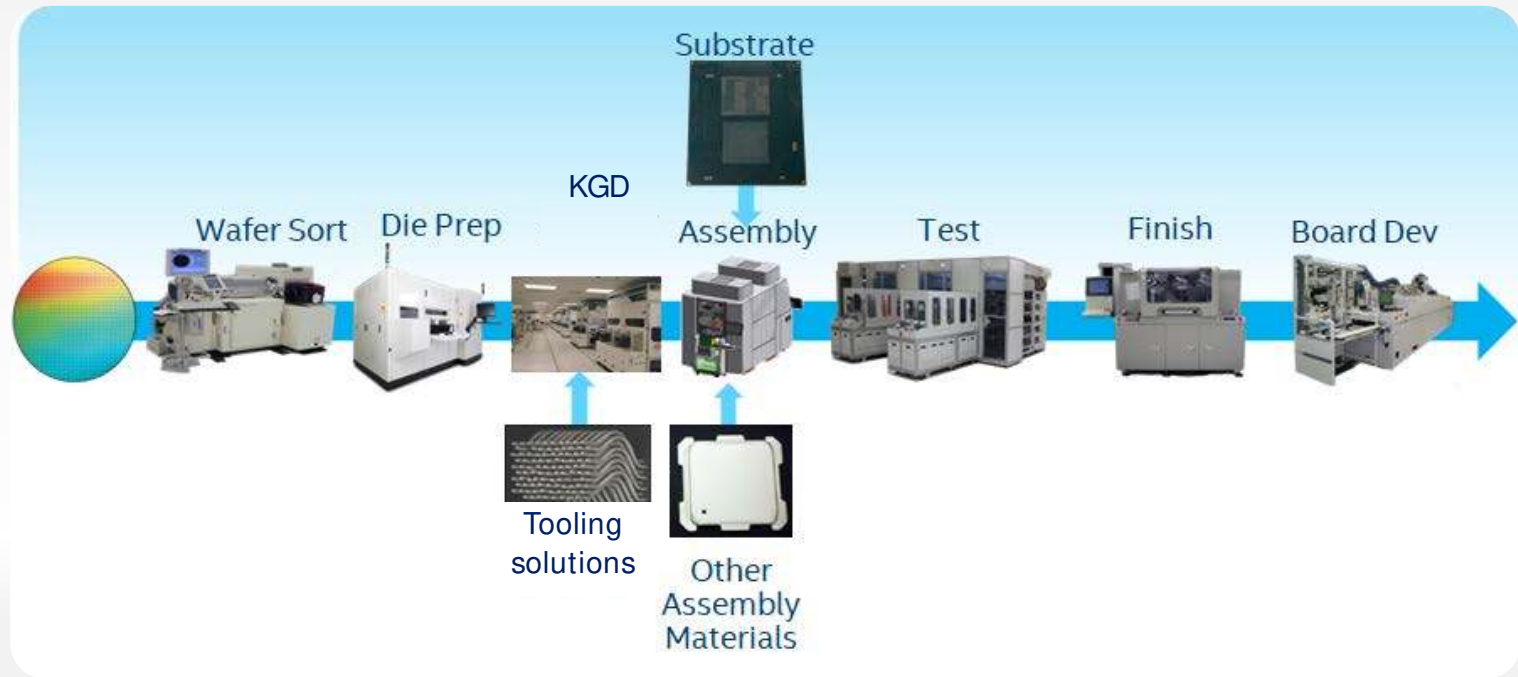 Substrate
KGD
Wafer Sort
Die Prep
Assembly
Test
Finish
Board Dev
Tooling
solutions
Other
Assembly
Materials